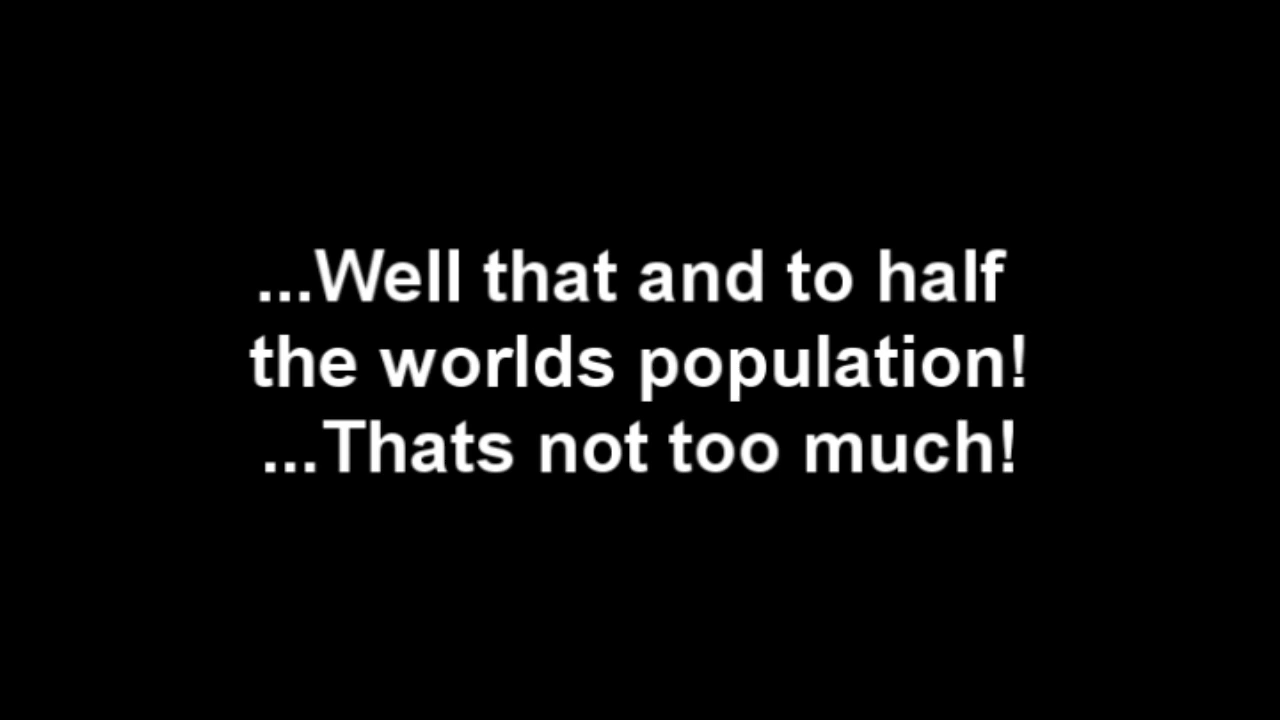 ...Well that and to half
the worlds population!
...Thats not too much!